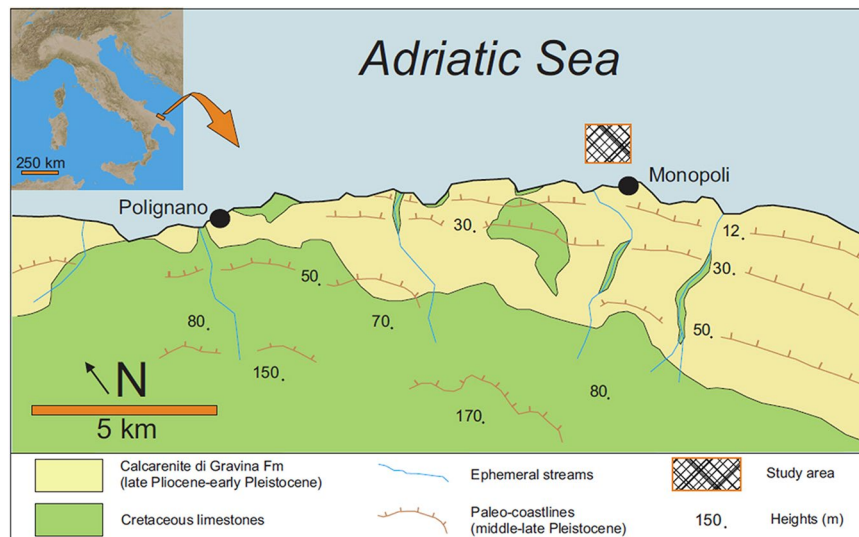 Adriatic Sea
250 km
Monopoli
Polignano
30.
12.
30.
50.
50.
80.
70.
80.
150.
170.
N
5 km
Calcarenite di Gravina Fm
(late Pliocene-early Pleistocene)
Ephemeral streams
Study area
Cretaceous limestones
Paleo-coastlines
(middle-late Pleistocene)
150.
Heights (m)